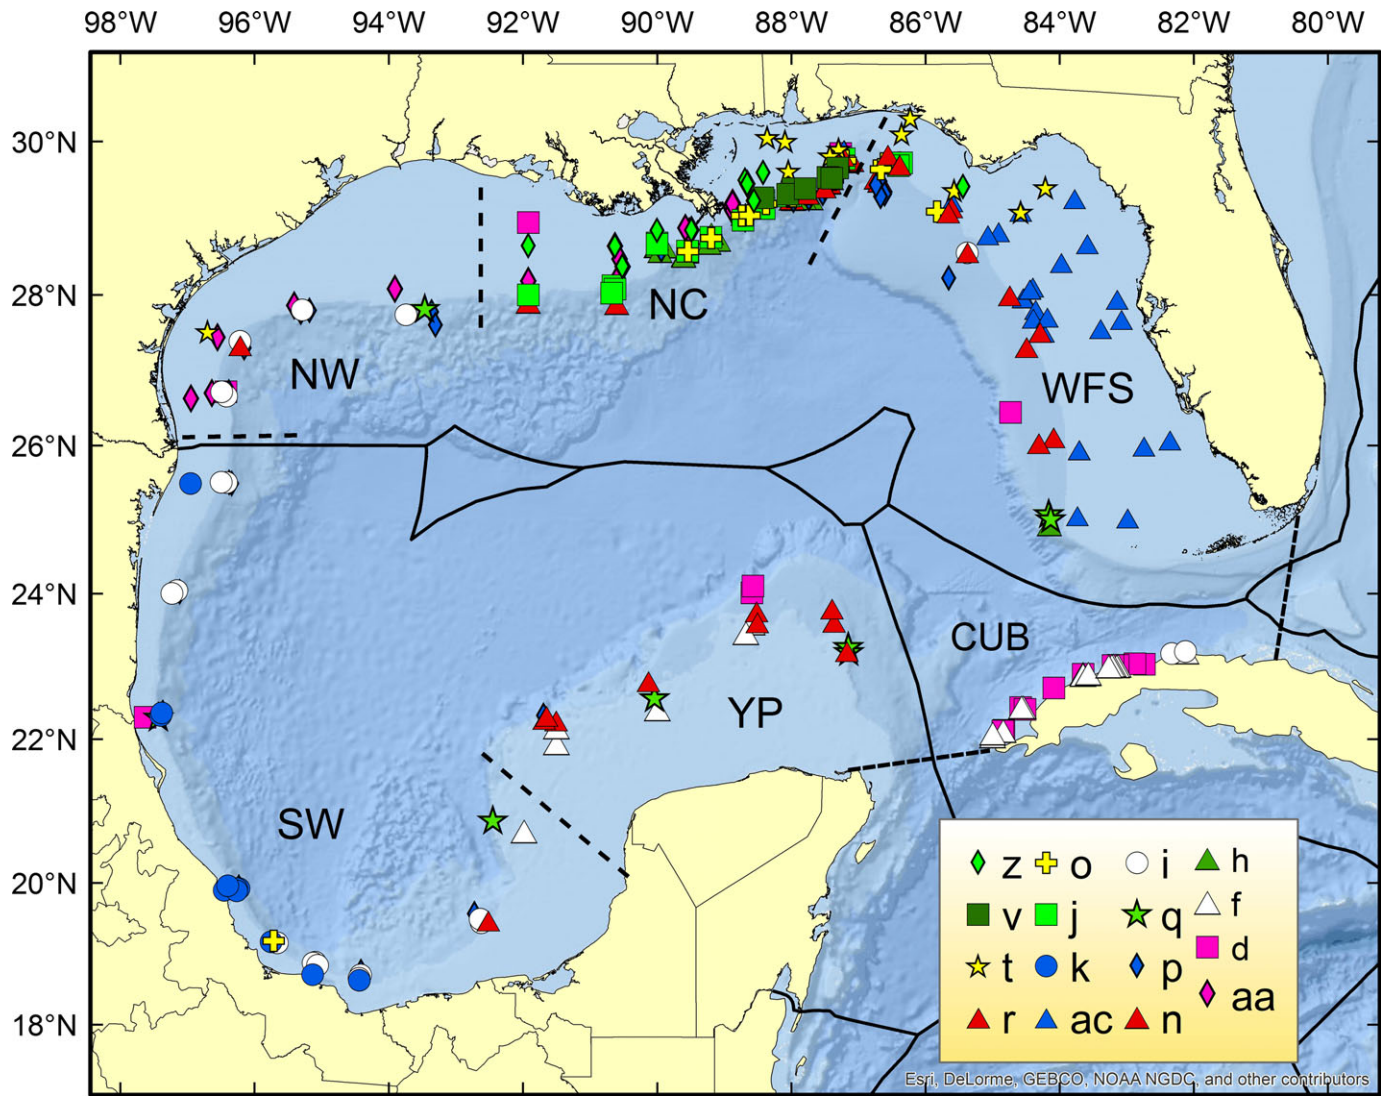 98°W 96°W 94°W 92°W 90°W 88°W 86°W 84°W 82°W 80°W
30°N
28°N
26°N
24°N
22°N
20°N
18°N
NC
NW
WFS
CUB
YP
SW
z o i h
v j q f
t k p d
r ac n aa
Esri, DeLorme, GEBCO, NOAA NGDC, and other contributors